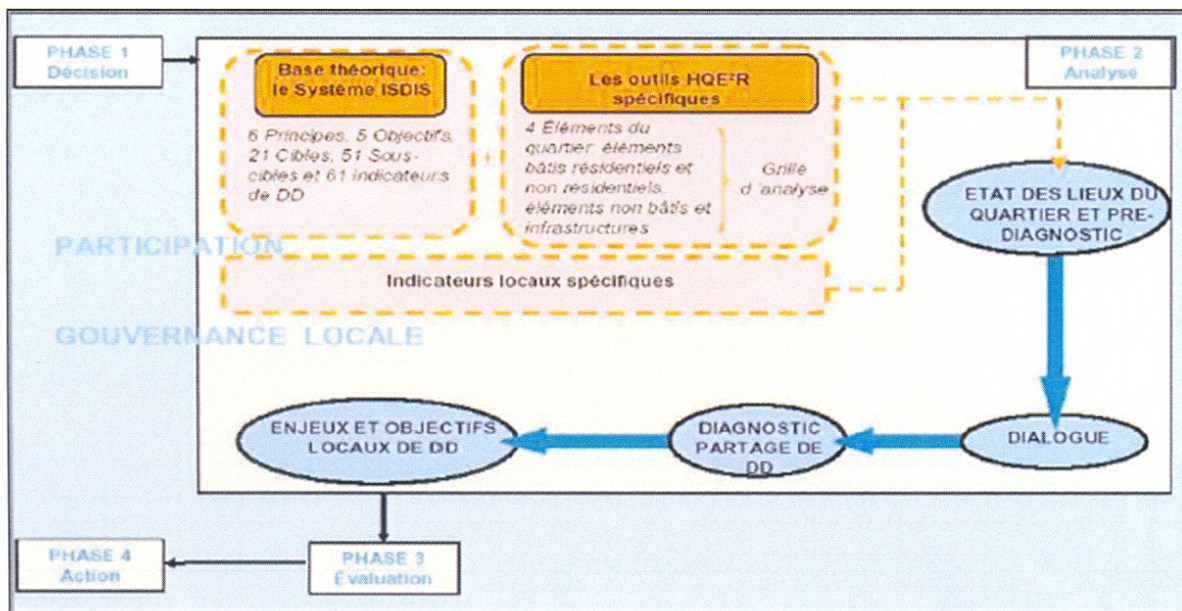 PHASE 1
Décision
Base théorique:
le Système ISDIS
6 Principes, 5 Objectifs,
21 Cibles, 51 Sous-
cibles et 61 indicateurs
de DD
+
Les outils HQE²R
spécifiques
4 Éléments du
quartier: éléments
bâtis résidentiels et
non résidentiels,
éléments non bâtis et
infrastructures
Grille
d 'analyse
PHASE 2
Analyse
ETAT DES LIEUX DU
QUARTIER ET PRE-
DIAGNOSTIC
PARTICIPATION
Indicateurs locaux spécifiques
GOUVERNANCE LOCALE
ENJEUX ET OBJECTIFS
LOCAUX DE DD
DIAGNOSTIC
PARTAGE DE
DD
DIALOGUE
PHASE 4
Action
PHASE 3
Évaluation